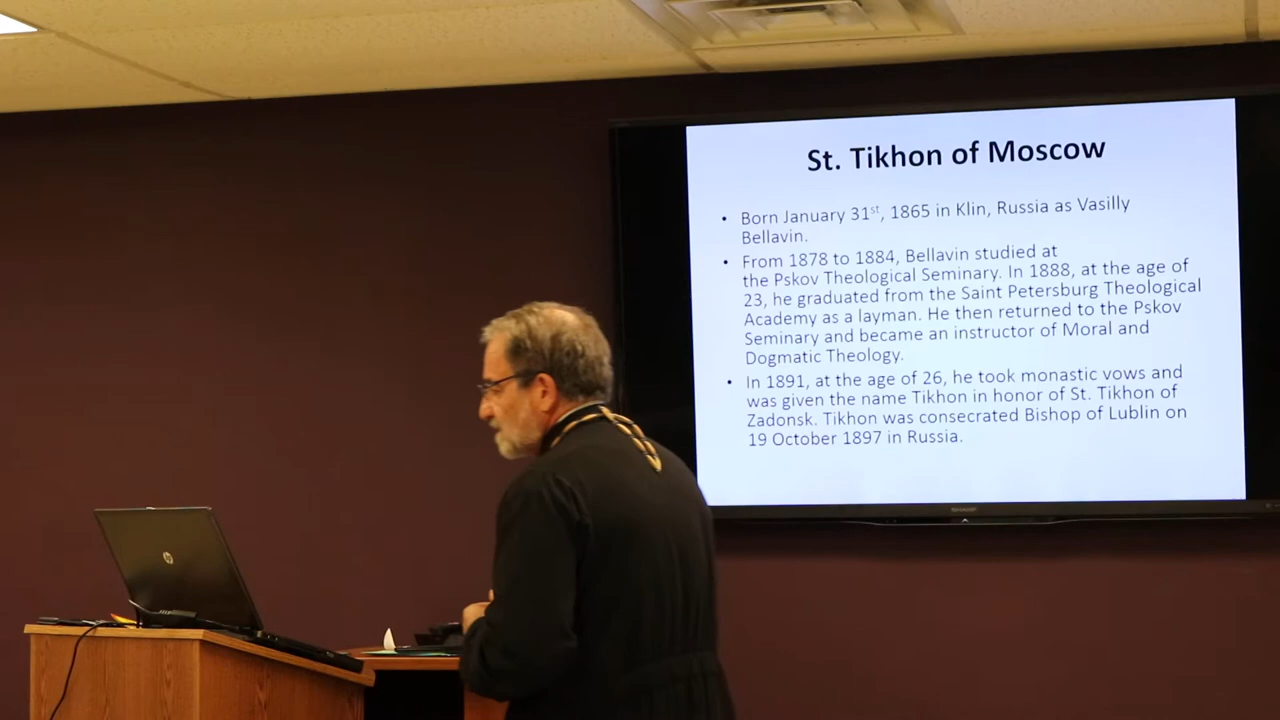 St. Tikhon of Moscow
• Born January 31st, 1865 in Klin, Russia as Vasilly
Bellavin.
• From 1878 to 1884, Bellavin studied at
the Pskov Theological Seminary. In 1888, at the age of
23, he graduated from the Saint Petersburg Theological
Academy as a layman. He then returned to the Pskov
Seminary and became an instructor of Moral and
Dogmatic Theology.
• In 1891, at the age of 26, he took monastic vows and
was given the name Tikhon in honor of St. Tikhon of
Zadonsk. Tikhon was consecrated Bishop of Lublin on
19 October 1897 in Russia.
SHARP
hp